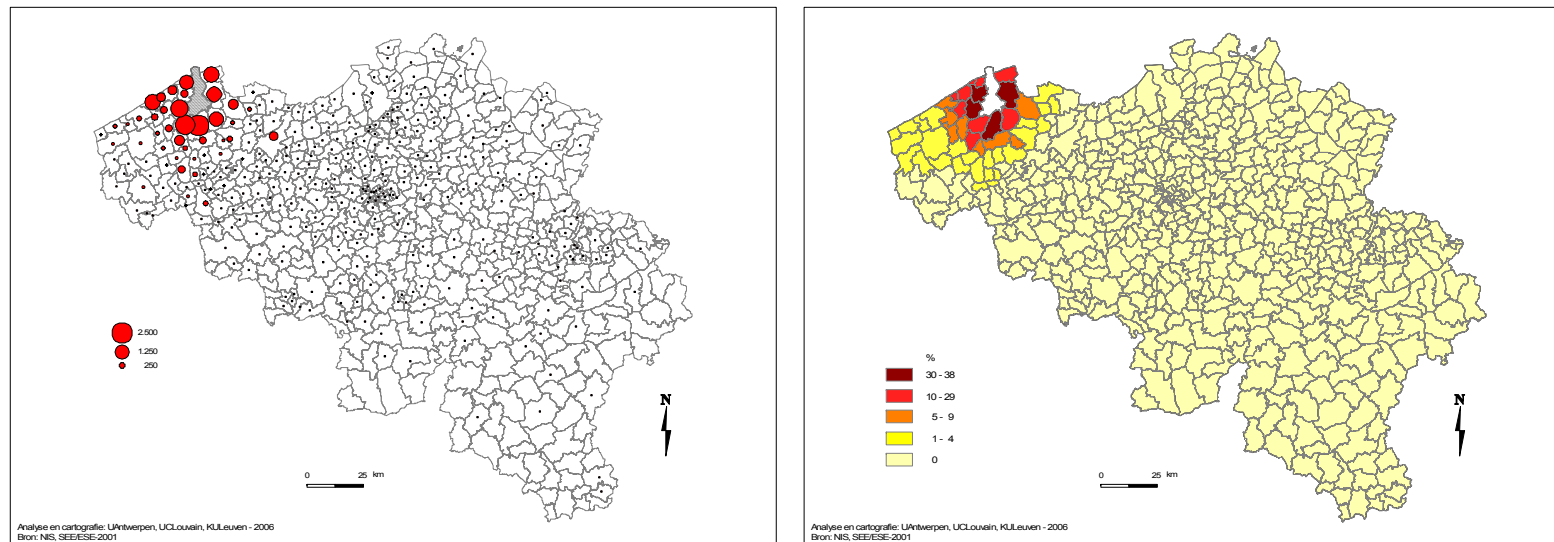 2.500
1.250
250
N
0 25 km
Analyse en cartografie: UAntwerpen, UCLouvain, KULeuven - 2006
Bron: NIS, SEE/ESE-2001
%
30 - 38
10 - 29
5 - 9
1 - 4
0
N
0 25 km
Analyse en cartografie: UAntwerpen, UCLouvain, KULeuven - 2006
Bron: NIS, SEE/ESE-2001